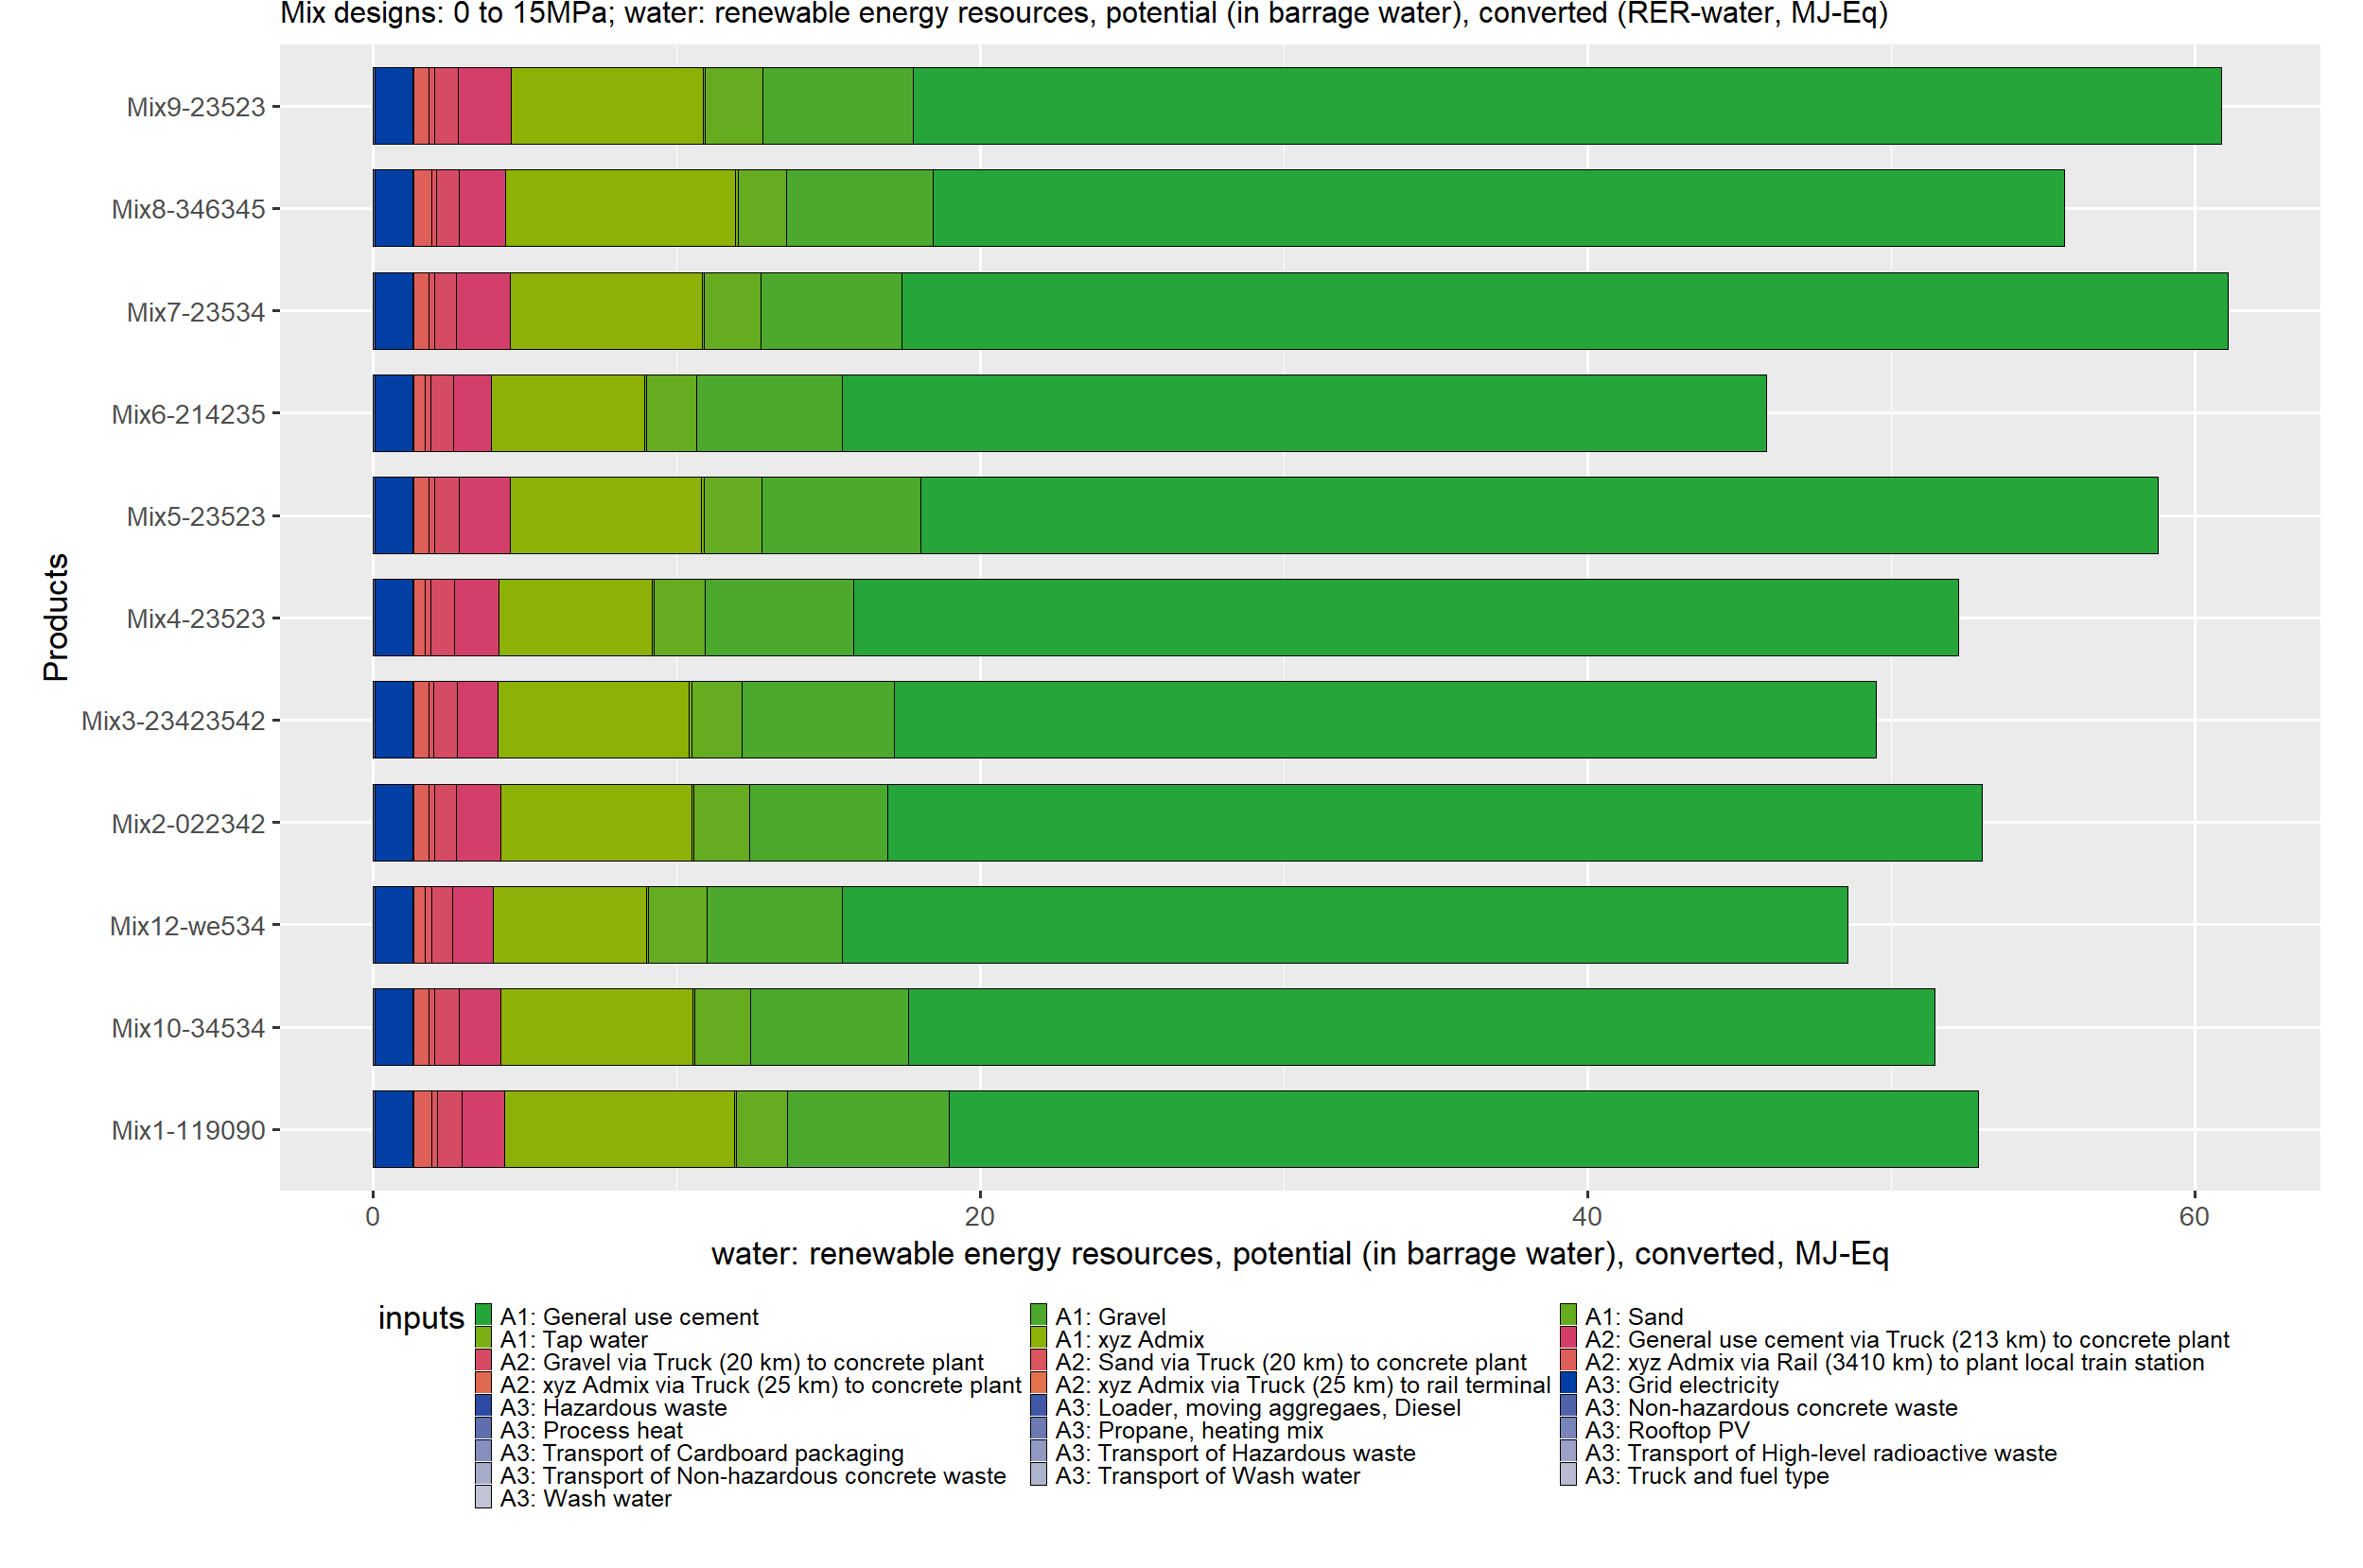 Mix designs: 0 to 15MPa; water: renewable energy resources, potential (in barrage water), converted (RER-water, MJ-Eq)
Products
Mix9-23523
Mix8-346345
Mix7-23534
Mix6-214235
Mix5-23523
Mix4-23523
Mix3-23423542
Mix2-022342
Mix12-we534
Mix10-34534
Mix1-119090
0 20 40 60
water: renewable energy resources, potential (in barrage water), converted, MJ-Eq
inputs
A1: General use cement A1: Gravel A1: Sand
A1: Tap water A1: xyz Admix A2: General use cement via Truck (213 km) to concrete plant
A2: Gravel via Truck (20 km) to concrete plant A2: Sand via Truck (20 km) to concrete plant A2: xyz Admix via Rail (3410 km) to plant local train station
A2: xyz Admix via Truck (25 km) to concrete plant A2: xyz Admix via Truck (25 km) to rail terminal A3: Grid electricity
A3: Hazardous waste A3: Loader, moving aggregaes, Diesel A3: Non-hazardous concrete waste
A3: Process heat A3: Propane, heating mix A3: Rooftop PV
A3: Transport of Cardboard packaging A3: Transport of Hazardous waste A3: Transport of High-level radioactive waste
A3: Transport of Non-hazardous concrete waste A3: Transport of Wash water A3: Truck and fuel type
A3: Wash water